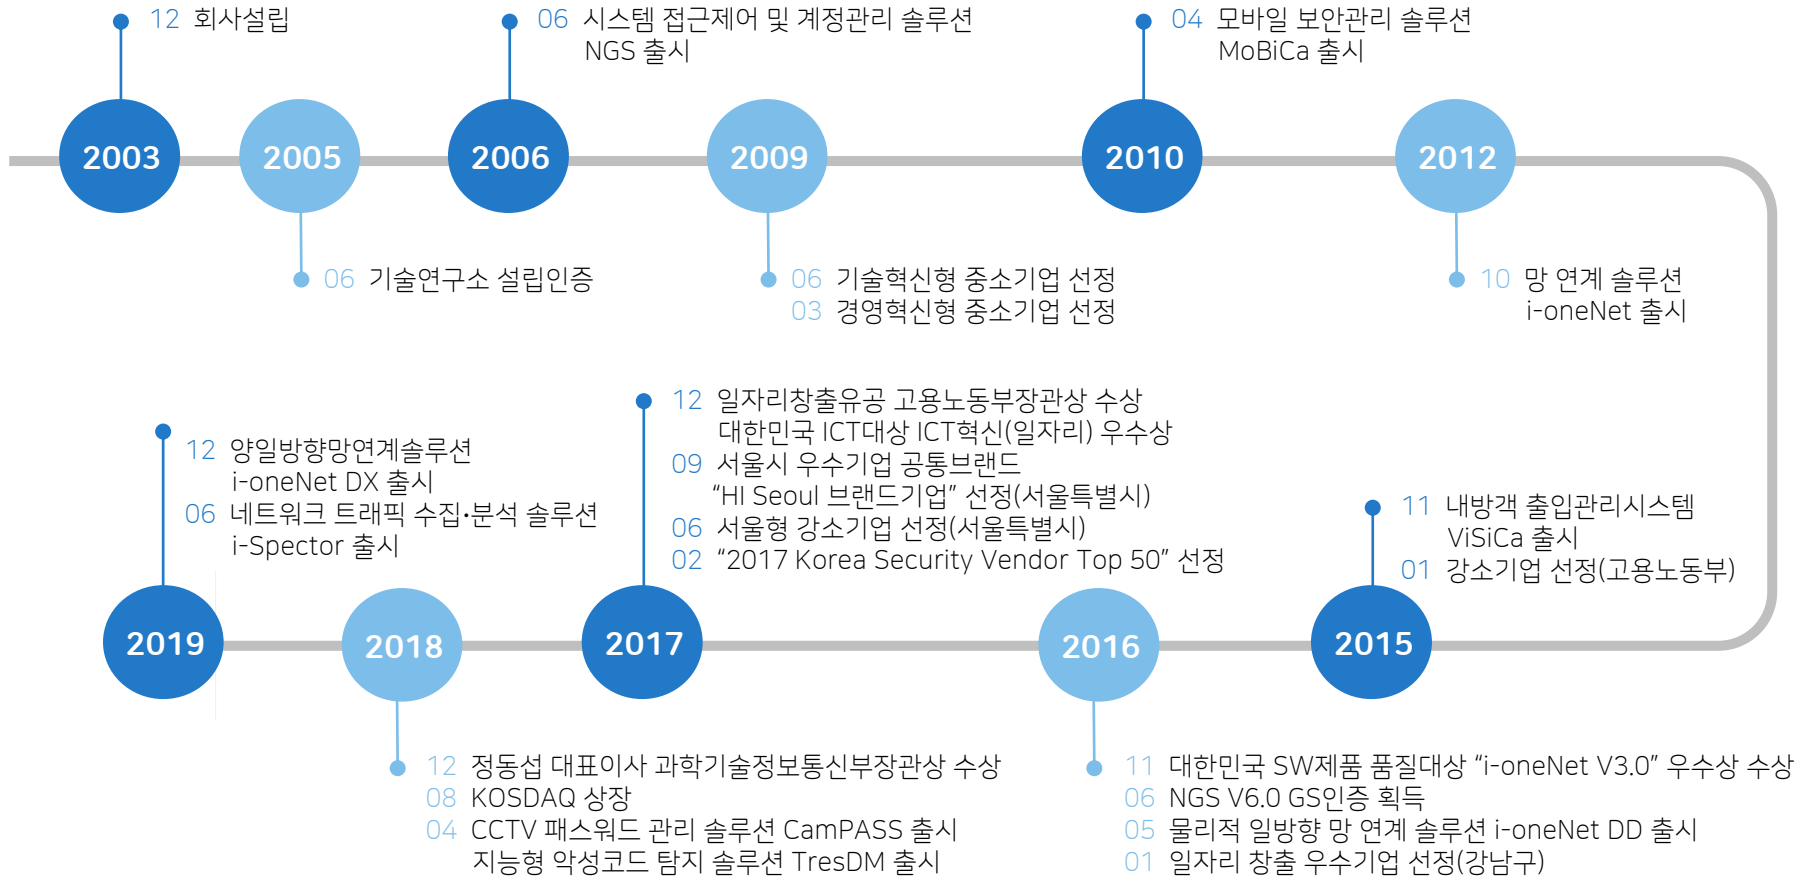 12 회사설립
06 시스템 접근제어 및 계정관리 솔루션
NGS 출시
04 모바일 보안관리 솔루션
MoBiCa 출시
2003
2005
2006
2009
2010
2012
06 기술연구소 설립인증
06 기술혁신형 중소기업 선정
03 경영혁신형 중소기업 선정
10 망 연계 솔루션
i-oneNet 출시
11 내방객 출입관리시스템
ViSiCa 출시
01 강소기업 선정(고용노동부)
12 일자리창출유공 고용노동부장관상 수상
대한민국 ICT대상 ICT혁신(일자리) 우수상
09 서울시 우수기업 공통브랜드
“HI Seoul 브랜드기업” 선정(서울특별시)
06 서울형 강소기업 선정(서울특별시)
02 “2017 Korea Security Vendor Top 50” 선정
12 양일방향망연계솔루션
i-oneNet DX 출시
06 네트워크 트래픽 수집•분석 솔루션
i-Spector 출시
2019
2018
2017
2016
2015
12 정동섭 대표이사 과학기술정보통신부장관상 수상
08 KOSDAQ 상장
04 CCTV 패스워드 관리 솔루션 CamPASS 출시
지능형 악성코드 탐지 솔루션 TresDM 출시
11 대한민국 SW제품 품질대상 “i-oneNet V3.0” 우수상 수상
06 NGS V6.0 GS인증 획득
05 물리적 일방향 망 연계 솔루션 i-oneNet DD 출시
01 일자리 창출 우수기업 선정(강남구)